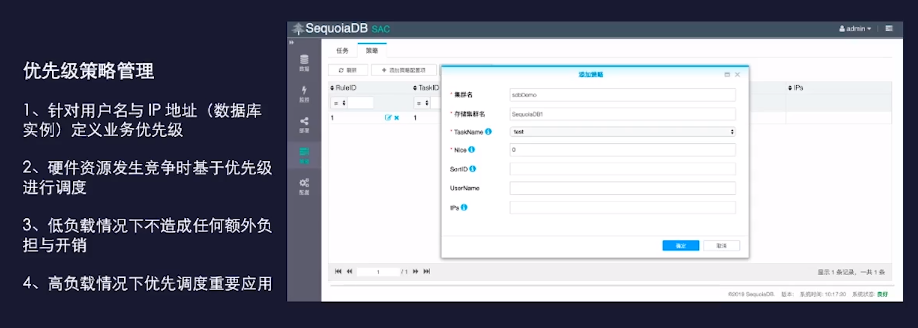 优先级策略管理
1、针对用户名与 IP 地址（数据库
实例）定义业务优先级
2、硬件资源发生竞争时基于优先级
进行调度
3、低负载情况下不造成任何额外负
担与开销
4、高负载情况下优先调度重要应用
SequoiaDB SAC
admin
任务 策略
刷新 添加策略配置项
RuleID TaskID IPs
= =
1 1
数据
监控
部署
配置
添加策略
* 集群名 sdbDemo
* 存储集群名 SequoiaDB1
* TaskName test
* Nice 0
SortID
UserName
IPs
确定 取消
1 / 1
显示 1 条记录，一共 1 条
©2019 SequoiaDB 版本: 系统时间: 10:17:20 系统状态: 良好